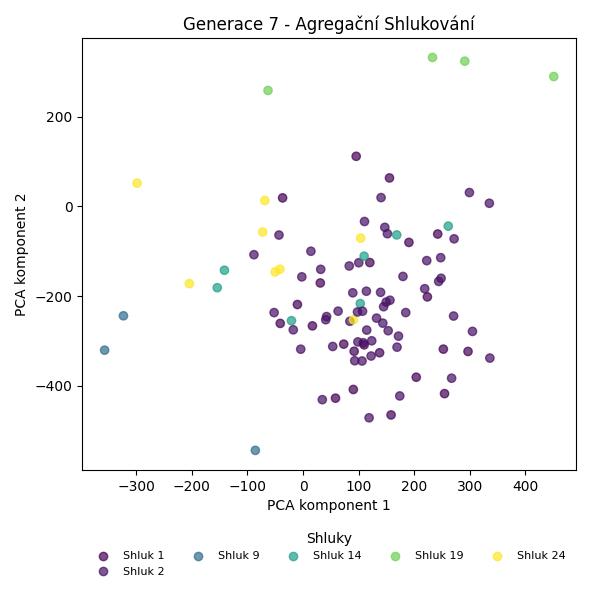 Generace 7 - Agregační Shlukování
PCA komponent 2
200
0
−200
−400
−300
−200
−100
0
100
200
300
400
PCA komponent 1
Shluky
Shluk 1
Shluk 9
Shluk 14
Shluk 19
Shluk 24
Shluk 2